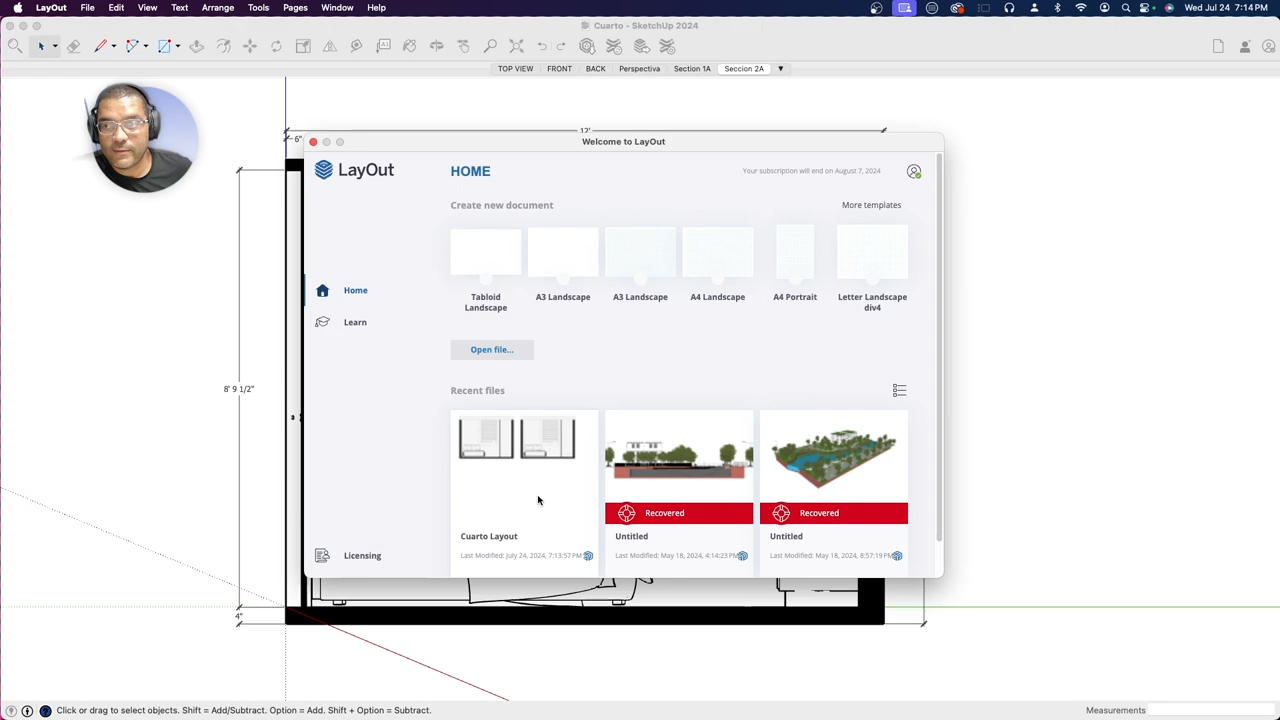 LayOut
Arrange
Text
Pages
Window
Help
Wed Jul 24 7:14 PM
Cuarto - SketchUp 2024
TOP VIEW FRONT BACK Perspectiva Section 1A Seccion 2A
12'
6"
Welcome to LayOut
LayOut
HOME
Your subscription will end on August 7, 2024
Create new document
More templates
Tabloid Landscape
A3 Landscape
A3 Landscape
A4 Landscape
A4 Portrait
Letter Landscape div4
Home
Learn
Open file...
8' 9 1/2"
Recent files
Recovered
Recovered
Cuarto Layout
Untitled
Untitled
Licensing
Last Modified: July 24, 2024, 7:13:57 PM
Last Modified: May 18, 2024, 4:14:23 PM
Last Modified: May 18, 2024, 8:57:19 PM
4"
Click or drag to select objects. Shift = Add/Subtract. Option = Add. Shift + Option = Subtract.
Measurements